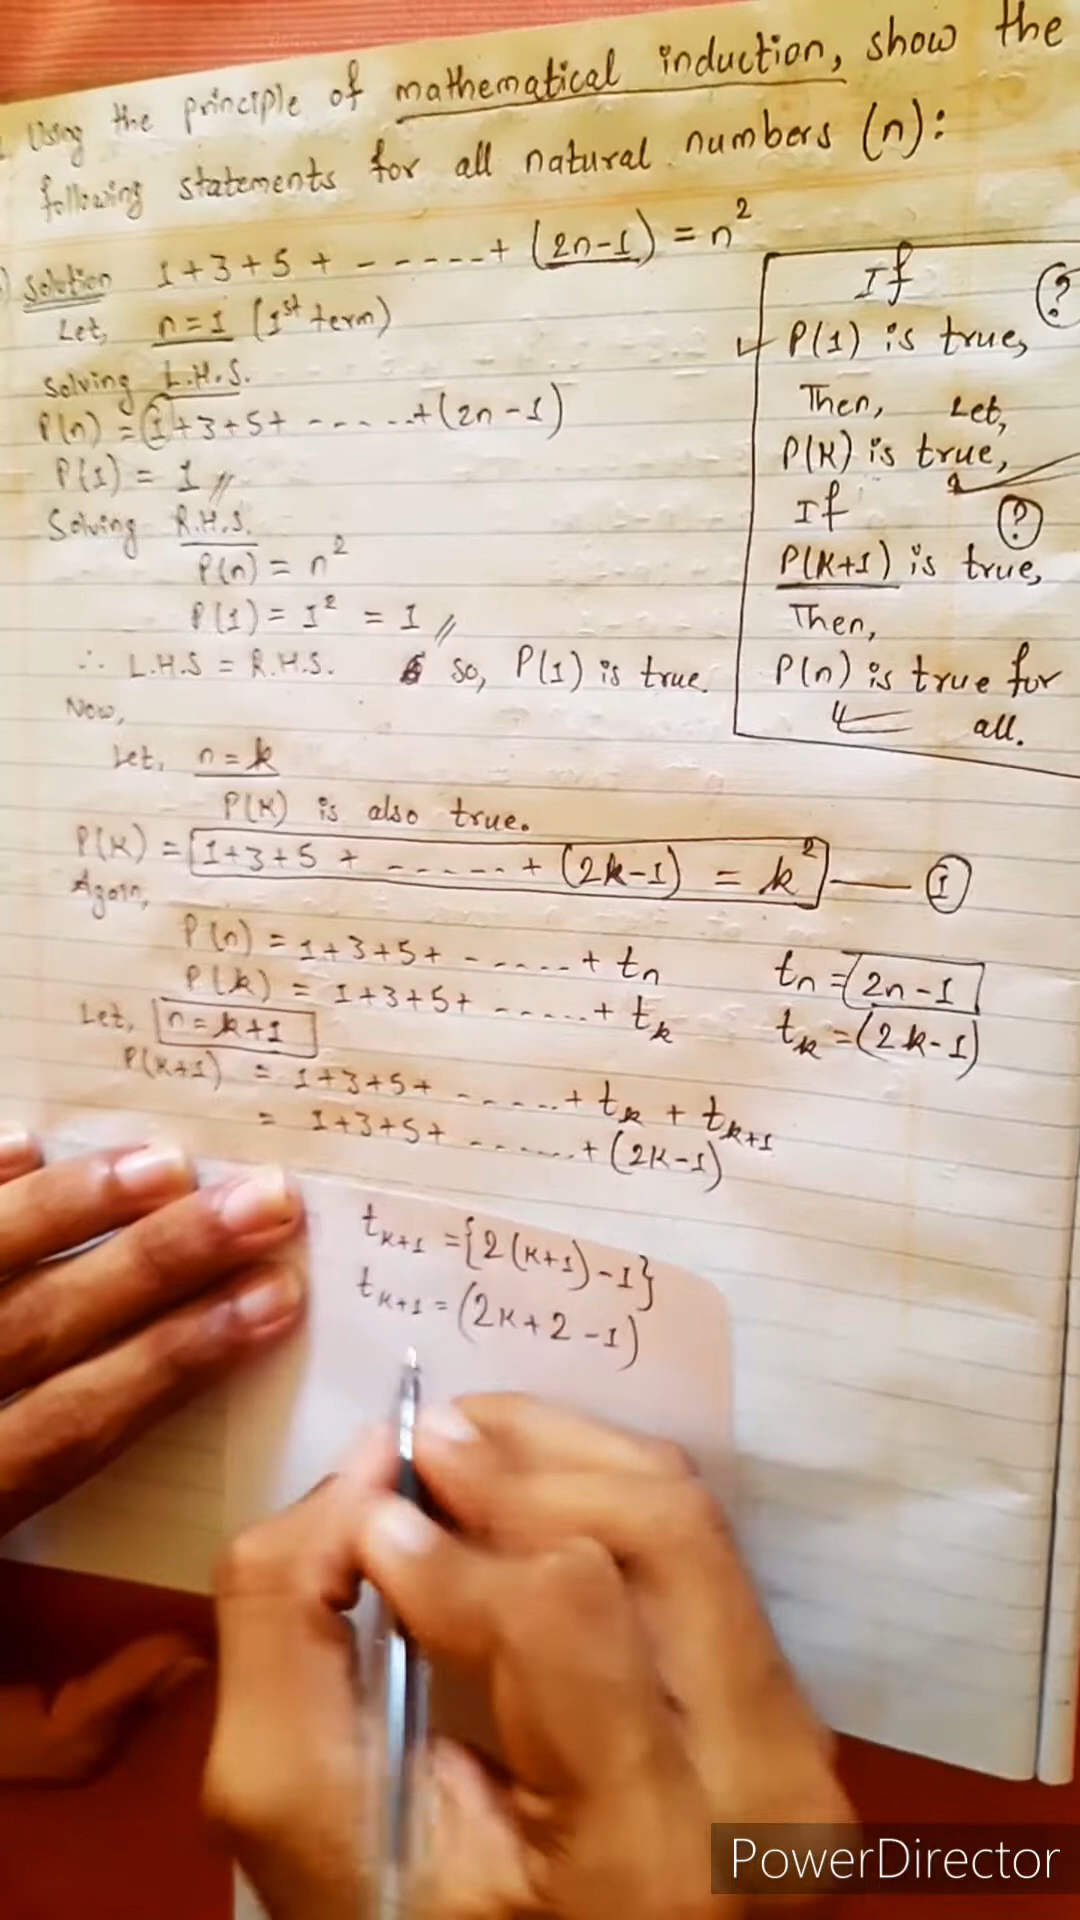 Using the principle of mathematical induction, show the
following statements for all natural numbers (n):
Solution 1+3+5 + ------+ (2n-1) = n²
Let, n=1 (1st term)
Solving L.H.S.
P(n) = 1+3+5+ ------+(2n-1)
P(1) = 1 //
Solving R.H.S.
P(n) = n²
P(1) = 1² = 1 //
∴ L.H.S = R.H.S. so, P(1) is true.
If ?
P(1) is true,
Then, Let,
P(K) is true,
If ?
P(K+1) is true,
Then,
P(n) is true for
all.
Now,
Let, n=k
P(K) is also true.
P(K) = 1+3+5 + ------ + (2k-1) = k² —— 1
Again,
P(n) = 1+3+5+ ------+ tn tn = (2n-1)
P(k) = 1+3+5+ ------+ tk tk = (2k-1)
Let, n=k+1
P(K+1) = 1+3+5+ ------+ tk + tk+1
= 1+3+5+ ------+ (2K-1)
tK+1 = {2(K+1)-1}
tK+1 = (2K+2-1)
PowerDirector